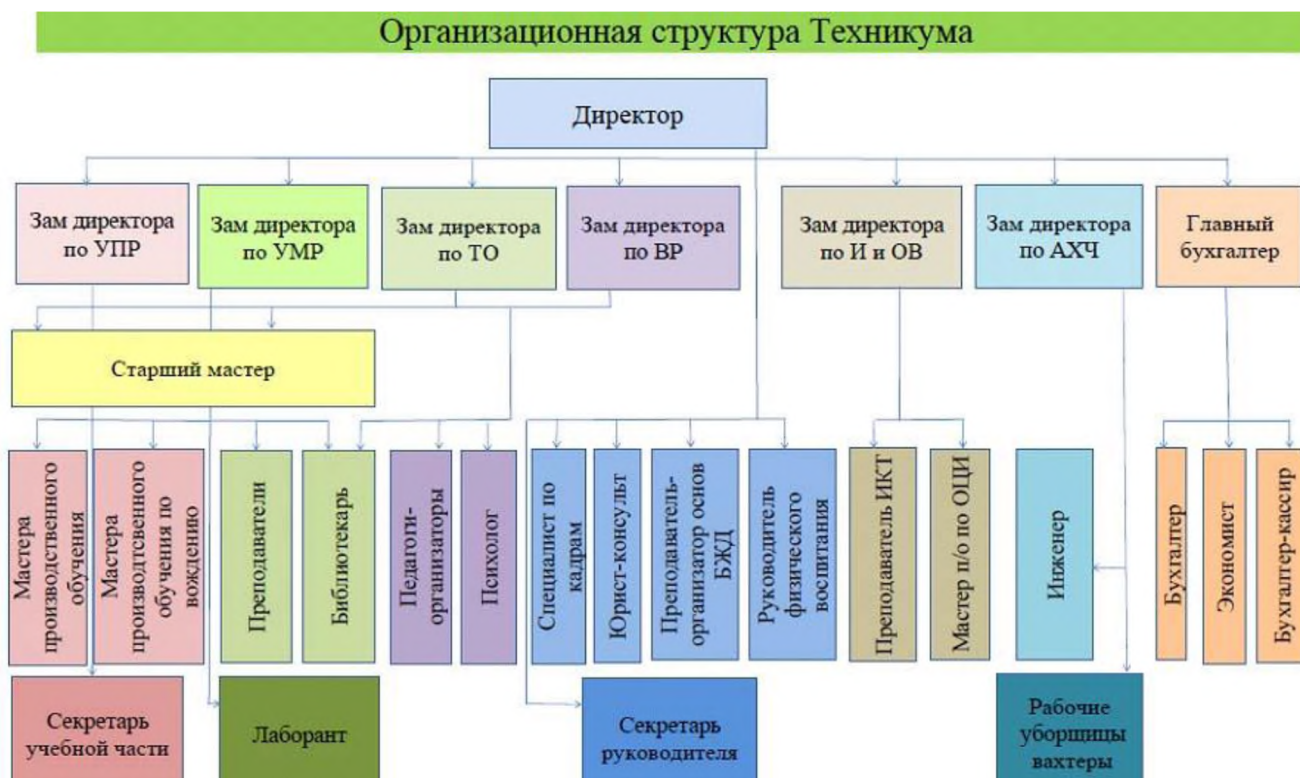 Организационная структура Техникума
Директор
Зам директора
по УПР
Зам директора
по УМР
Зам директора
по ТО
Зам директора
по ВР
Зам директора
по И и ОВ
Зам директора
по АХЧ
Главный
бухгалтер
Старший мастер
Мастера
производственного
обучения
Мастера
производтсвенного
обучения по
вождению
Преподаватели
Библиотекарь
Педагоги-
организаторы
Психолог
Специалист по
кадрам
Юрист-консульт
Преподаватель-
организатор основ
БЖД
Руководитель
физического
воспитания
Преподаватель ИКТ
Мастер п/о по ОЦИ
Инженер
Бухгалтер
Экономист
Бухгалтер-кассир
Секретарь
учебной части
Лаборант
Секретарь
руководителя
Рабочие
уборщицы
вахтеры